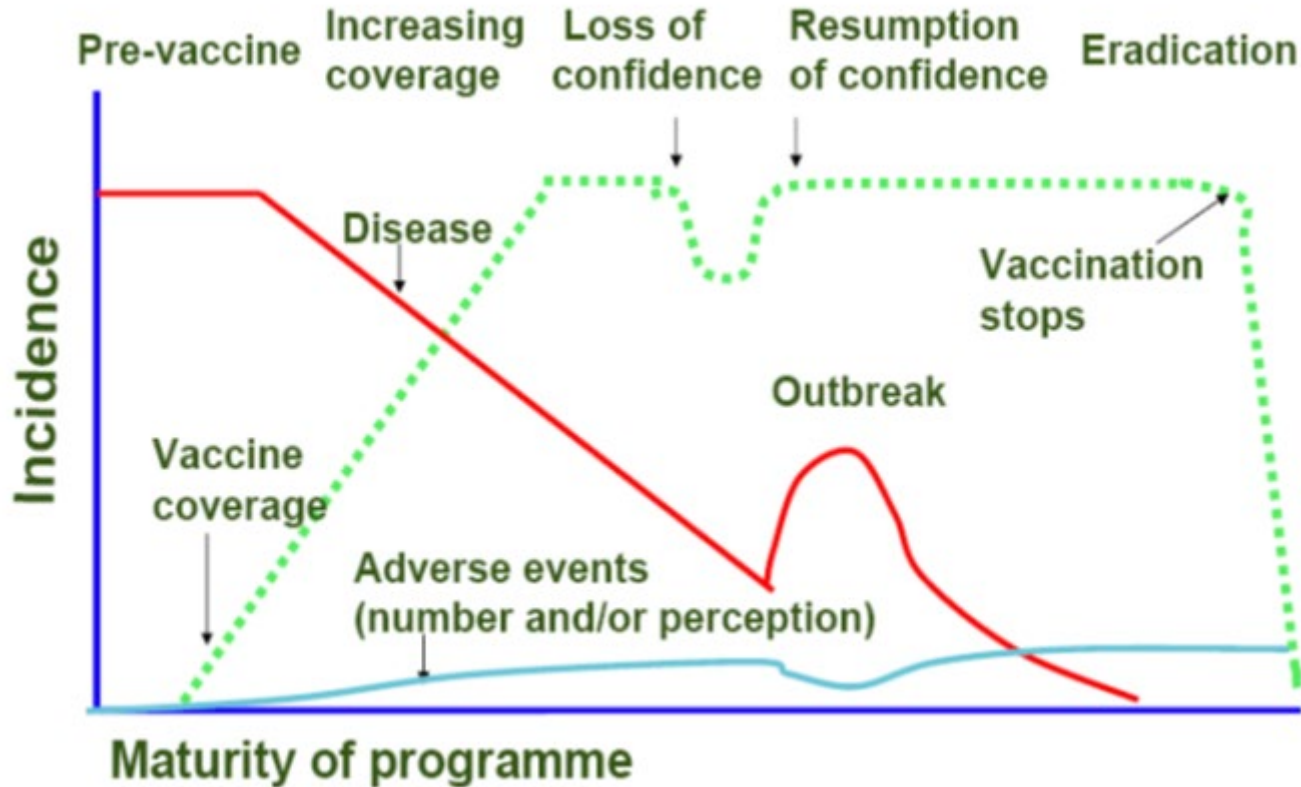 Pre-vaccine
Increasing
coverage
Loss of
confidence
Resumption
of confidence
Eradication
Disease
Vaccination
stops
Outbreak
Incidence
Vaccine
coverage
Adverse events
(number and/or perception)
Maturity of programme